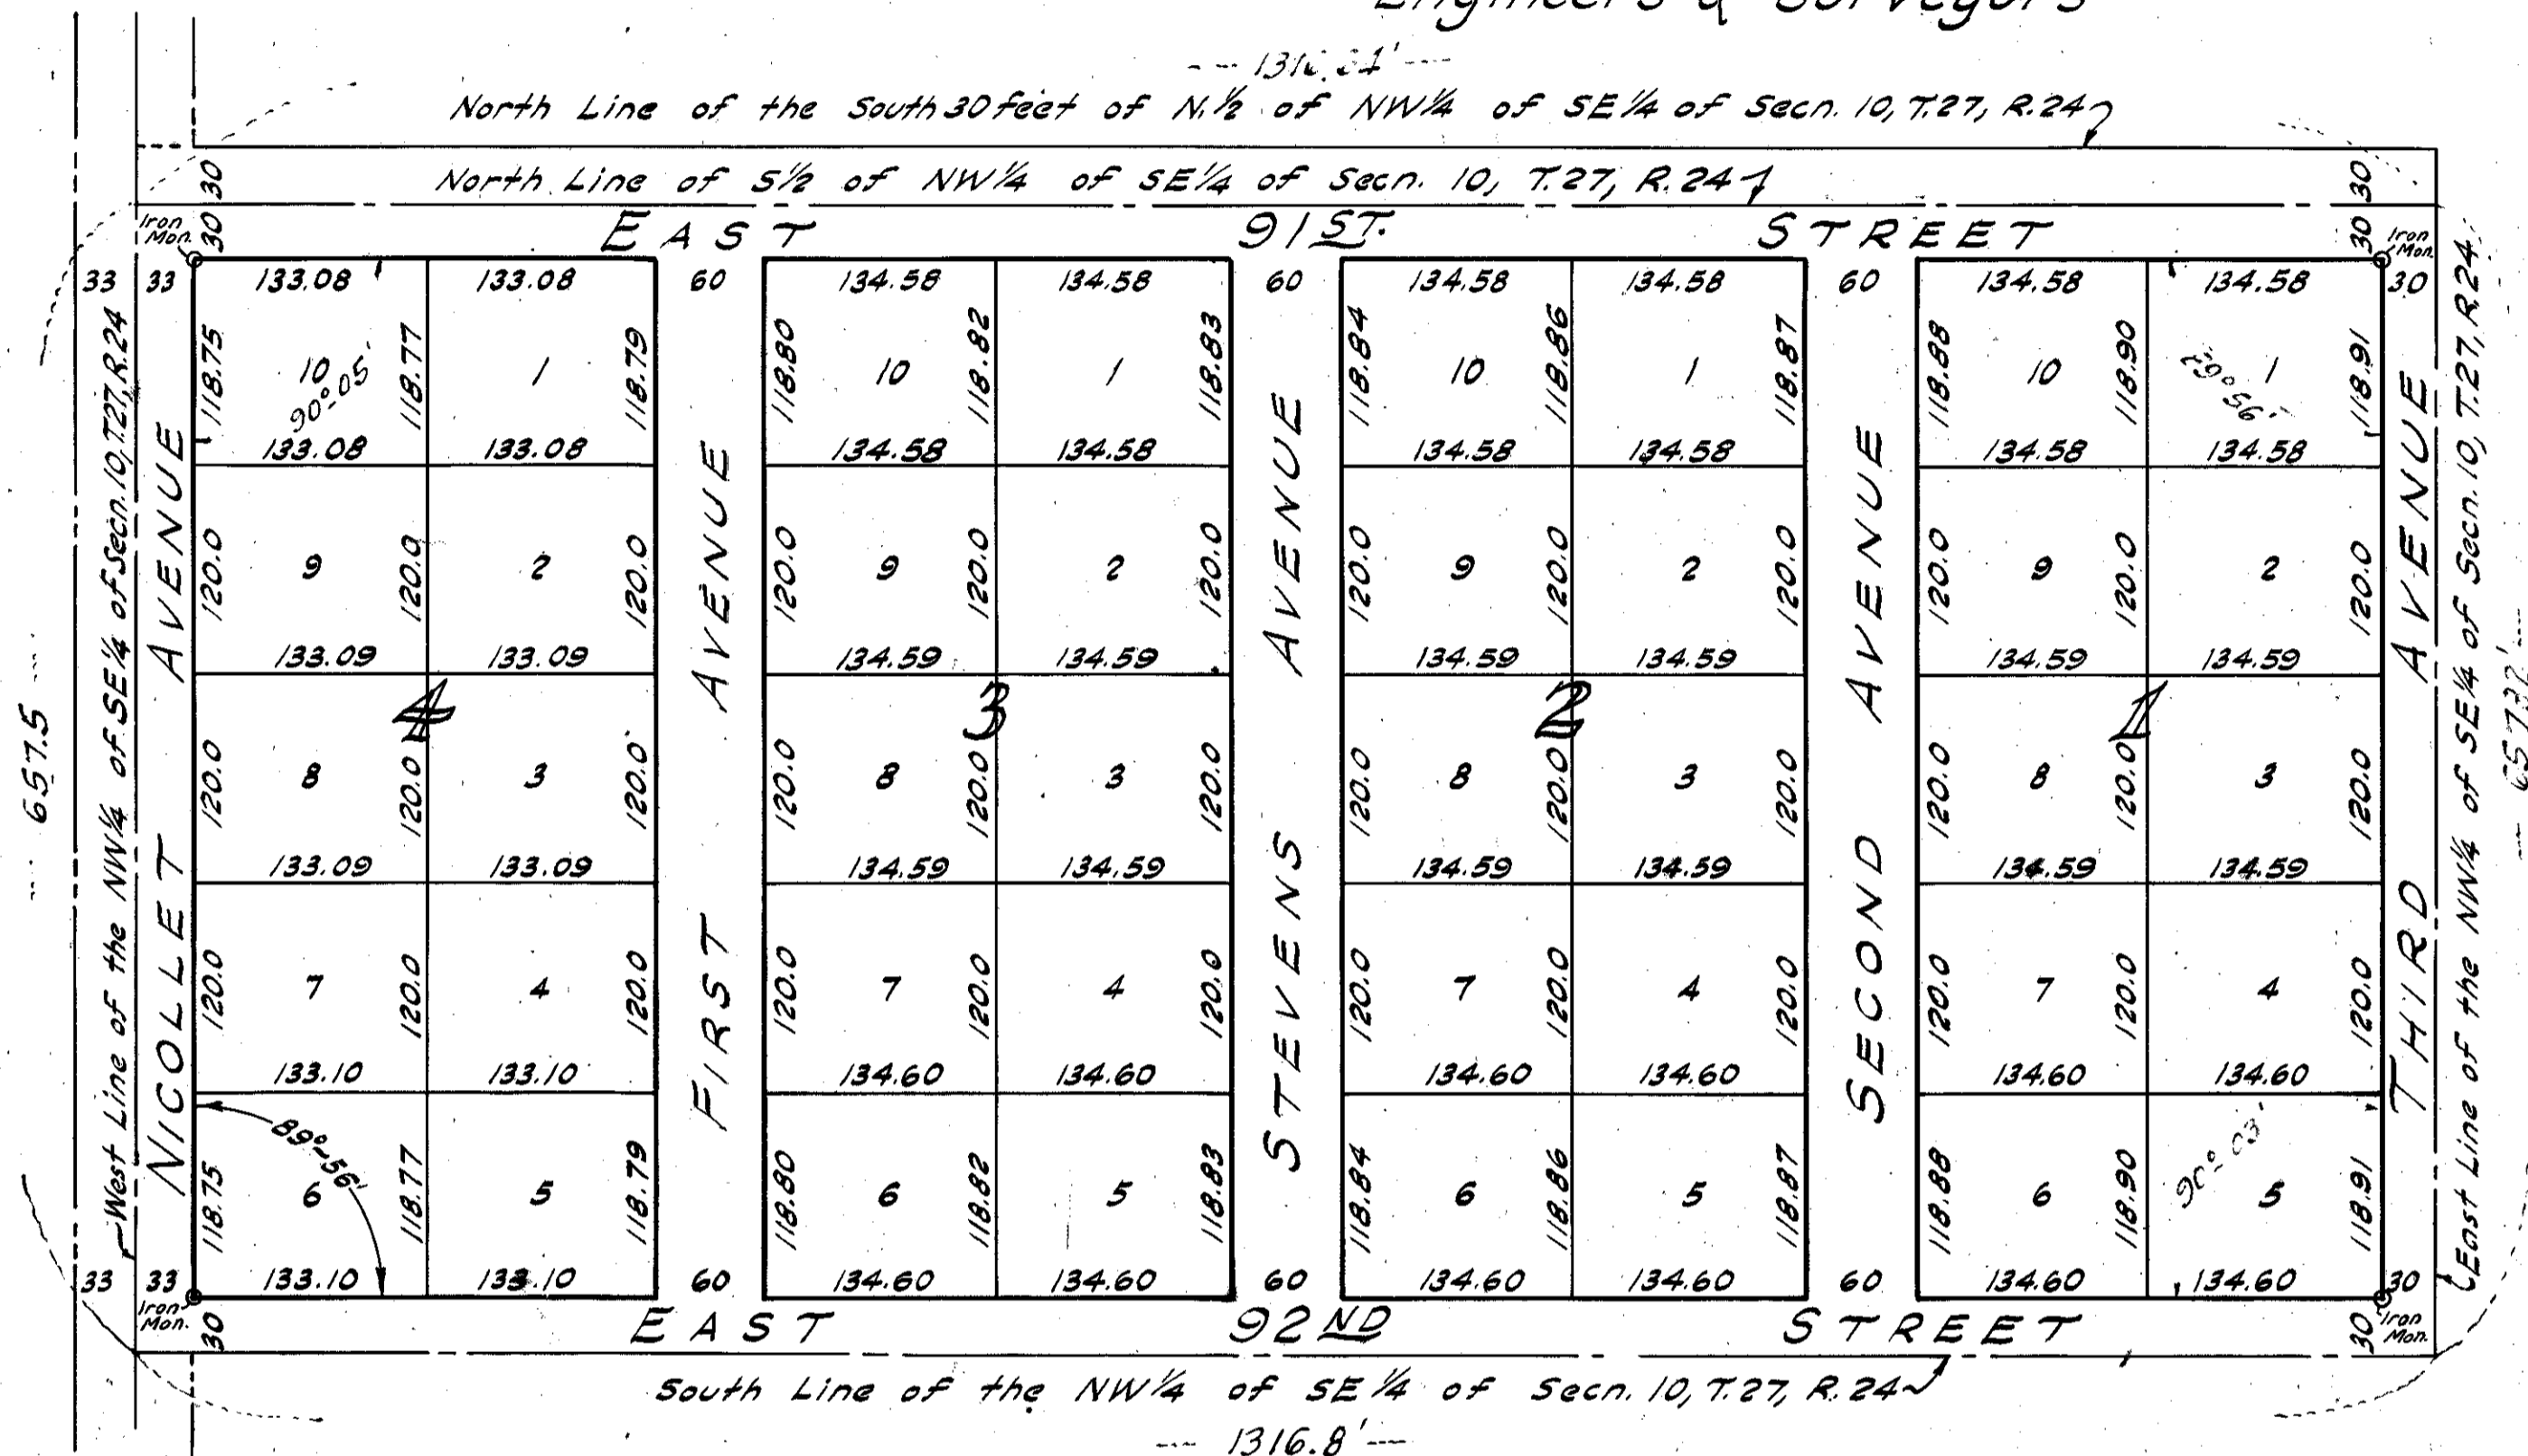 Engineers & Surveyors
North Line of the South 30 feet of N.½ of NW¼ of SE¼ of Secn. 10, T.27, R.24
North Line of S½ of NW¼ of SE¼ of Secn. 10, T.27, R.24
30 30
30 30
Iron Mon.
EAST 91ST. STREET
Iron Mon.
33 33 133.08 133.08 60 134.58 134.58 60 134.58 134.58 60 134.58 134.58 30
118.75 118.77 118.79 118.80 118.82 118.83 118.84 118.86 118.87 118.88 118.90 118.91
10 1 10 1 10 1 10 1
90°-05'
133.08 133.08 134.58 134.58 134.58 134.58 134.58 134.58
120.0 120.0 120.0 120.0 120.0 120.0 120.0 120.0 120.0 120.0 120.0 120.0
9 2 9 2 9 2 9 2
133.09 133.09 134.59 134.59 134.59 134.59 134.59 134.59
4 3 2 1
120.0 120.0 120.0 120.0 120.0 120.0 120.0 120.0 120.0 120.0 120.0 120.0
8 3 8 3 8 3 8 3
133.09 133.09 134.59 134.59 134.59 134.59 134.59 134.59
120.0 120.0 120.0 120.0 120.0 120.0 120.0 120.0 120.0 120.0 120.0 120.0
7 4 7 4 7 4 7 4
133.10 133.10 134.60 134.60 134.60 134.60 134.60 134.60
89°-56'
90°-03'
118.75 118.77 118.79 118.80 118.82 118.83 118.84 118.86 118.87 118.88 118.90 118.91
6 5 6 5 6 5 6 5
33 33 133.10 133.10 60 134.60 134.60 60 134.60 134.60 60 134.60 134.60 30
Iron Mon.
30
EAST 92ND STREET
30
Iron Mon.
South Line of the NW¼ of SE¼ of Secn. 10, T.27, R.24
--- 1316.8' ---
--- 657.5 ---
West Line of the NW¼ of SE¼ of Secn. 10, T.27, R.24
NICOLLET AVENUE
FIRST AVENUE
STEVENS AVENUE
SECOND AVENUE
THIRD AVENUE
East Line of the NW¼ of SE¼ of Secn. 10, T.27, R.24